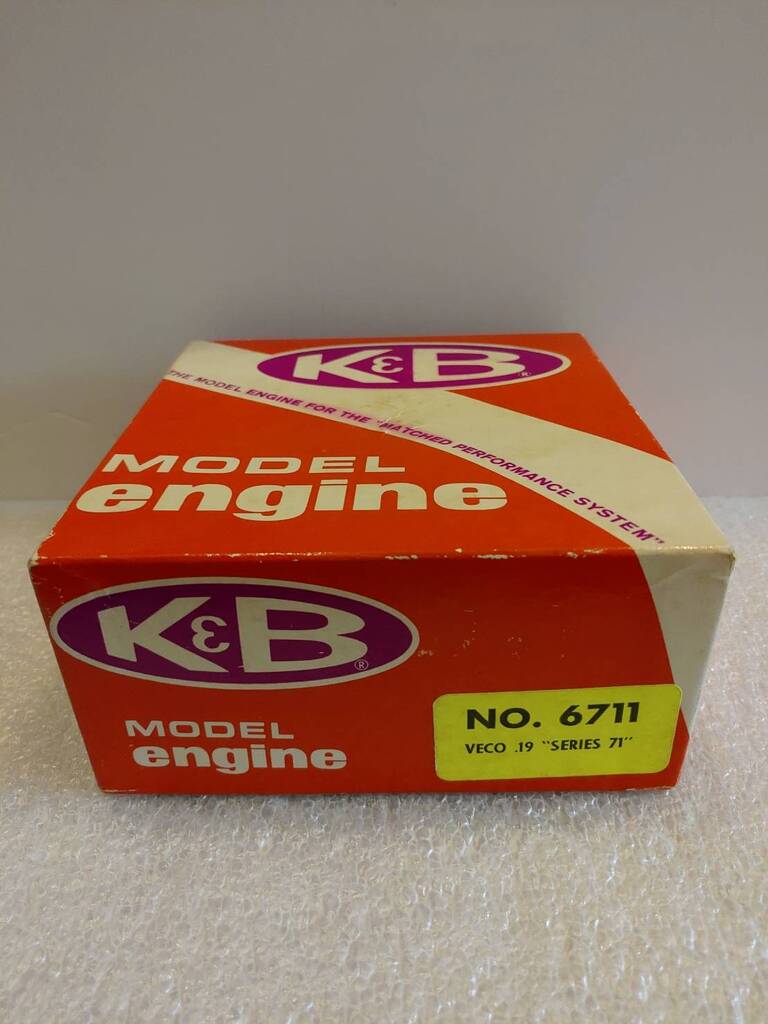 K&B®
THE MODEL ENGINE FOR THE "MATCHED PERFORMANCE SYSTEM"
MODEL
engine
K&B®
MODEL
engine
NO. 6711
VECO .19 "SERIES 71"